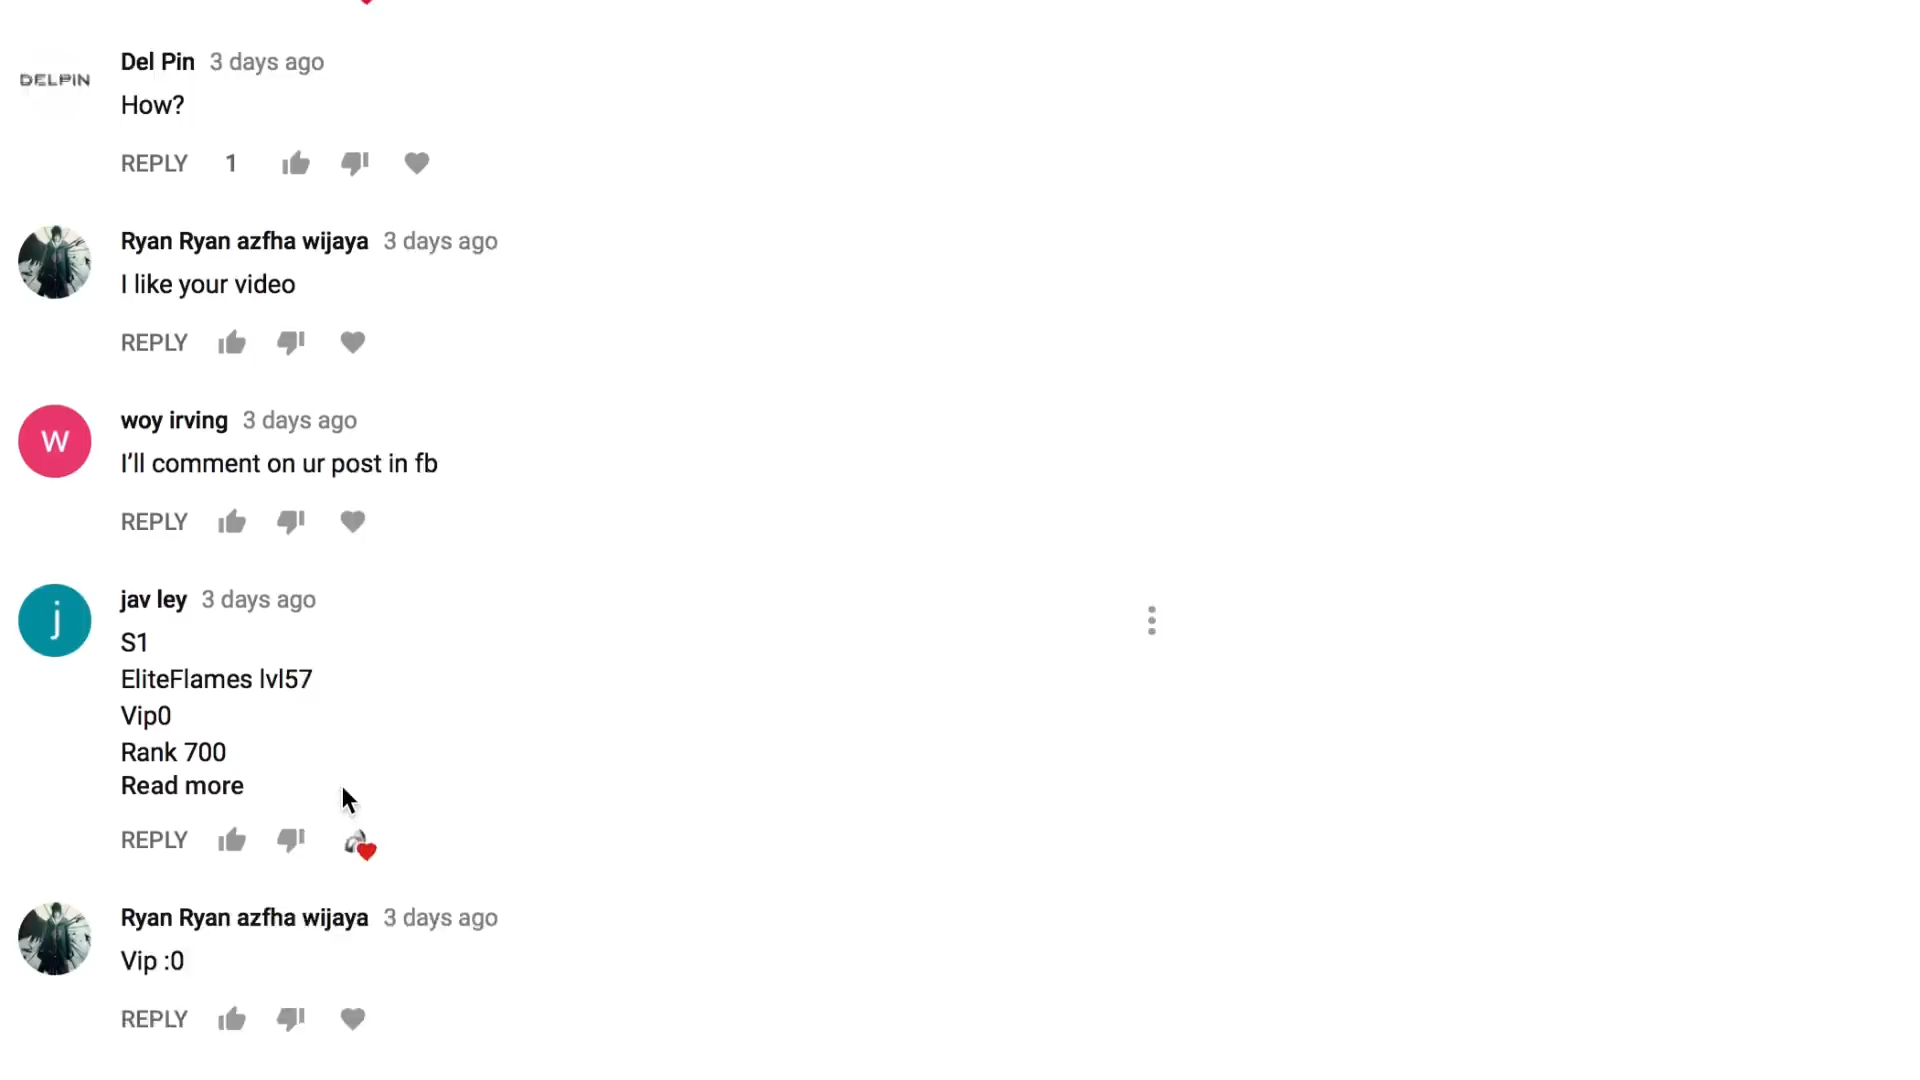 DELPIN
Del Pin 3 days ago
How?
REPLY 1
Ryan Ryan azfha wijaya 3 days ago
I like your video
REPLY
W
woy irving 3 days ago
I'll comment on ur post in fb
REPLY
j
jav ley 3 days ago
S1
EliteFlames lvl57
Vip0
Rank 700
Read more
REPLY
Ryan Ryan azfha wijaya 3 days ago
Vip :0
REPLY